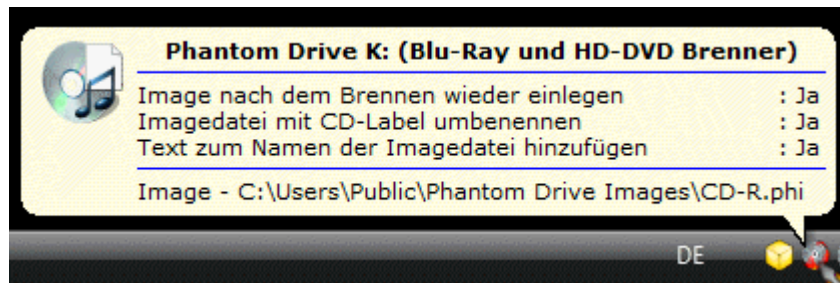 Phantom Drive K: (Blu-Ray und HD-DVD Brenner)
Image nach dem Brennen wieder einlegen : Ja
Imagedatei mit CD-Label umbenennen : Ja
Text zum Namen der Imagedatei hinzufügen : Ja
Image - C:\Users\Public\Phantom Drive Images\CD-R.phi
DE